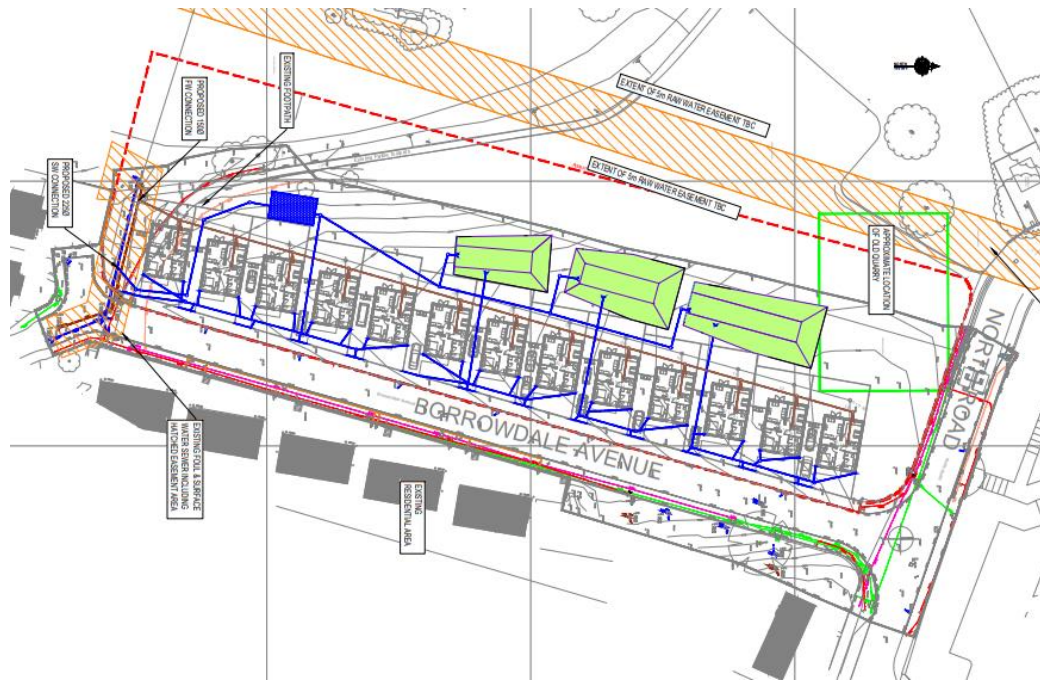 EXTENT OF 5m RAW WATER EASEMENT TBC
EXISTING FOOTPATH
PROPOSED 150Ø
FW CONNECTION
EXTENT OF 5m RAW WATER EASEMENT TBC
PROPOSED 225Ø
SW CONNECTION
APPROXIMATE LOCATION
OF OLD QUARRY
NORTH ROAD
BORROWDALE AVENUE
EXISTING FOUL & SURFACE
WATER SEWER INCLUDING
HATCHED EASEMENT AREA
EXISTING
RESIDENTIAL AREA